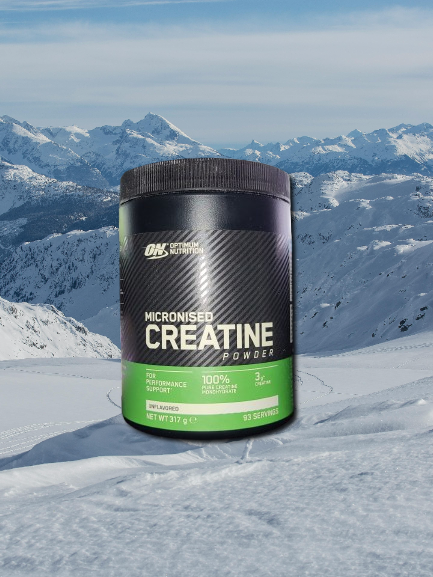 ON
OPTIMUM
NUTRITION
MICRONISED
CREATINE
POWDER
FOR
PERFORMANCE
SUPPORT*
100%
PURE CREATINE
MONOHYDRATE
3g*
CREATINE
UNFLAVORED
NET WT 317 g
93 SERVINGS